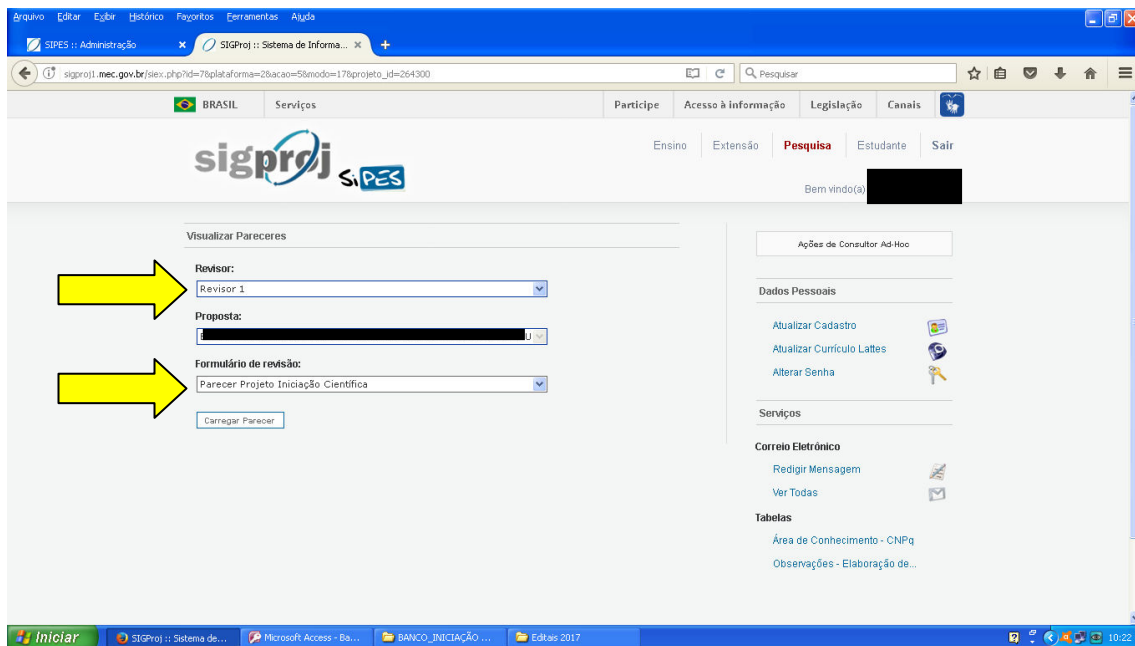 Arquivo Editar Exibir Histórico Favoritos Ferramentas Ajuda
SIPES :: Administração × SIGProj :: Sistema de Informa... × +
sigproj1.mec.gov.br/siex.php?id=7&plataforma=2&acao=5&modo=17&projeto_id=264300 Pesquisar
BRASIL Serviços Participe Acesso à informação Legislação Canais
sigproj SiPES
Ensino Extensão Pesquisa Estudante Sair
Bem vindo(a)
Visualizar Pareceres
Revisor:
Revisor 1
Proposta:
U
Formulário de revisão:
Parecer Projeto Iniciação Científica
Carregar Parecer
Ações de Consultor Ad-Hoc
Dados Pessoais
Atualizar Cadastro
Atualizar Currículo Lattes
Alterar Senha
Serviços
Correio Eletrônico
Redigir Mensagem
Ver Todas
Tabelas
Área de Conhecimento - CNPq
Observações - Elaboração de...
Iniciar SIGProj :: Sistema de... Microsoft Access - Ba... BANCO_INICIAÇÃO ... Editais 2017 10:22